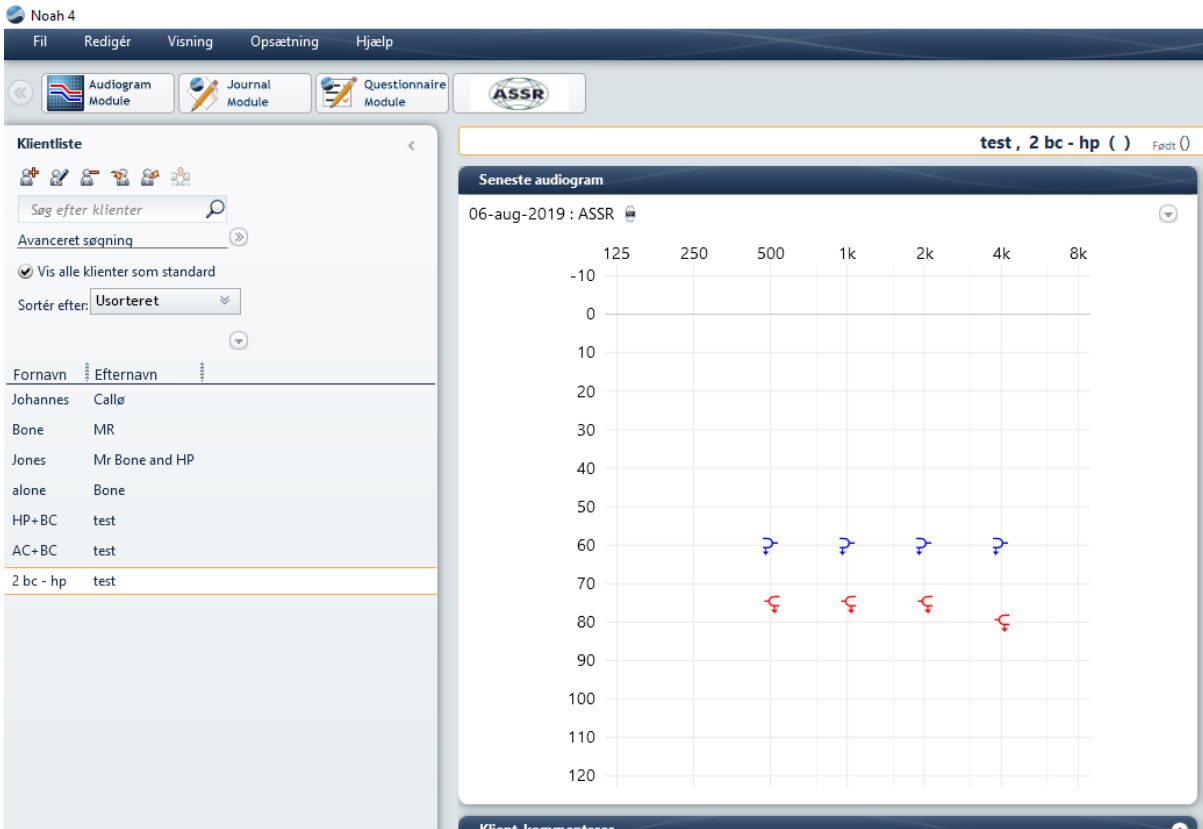 Noah 4
Fil Redigér Visning Opsætning Hjælp
Audiogram Module
Journal Module
Questionnaire Module
ASSR
Klientliste
Søg efter klienter
Avanceret søgning
Vis alle klienter som standard
Sortér efter: Usorteret
Fornavn Efternavn
Johannes Callø
Bone MR
Jones Mr Bone and HP
alone Bone
HP+BC test
AC+BC test
2 bc - hp test
test , 2 bc - hp ( ) Født ()
Seneste audiogram
06-aug-2019 : ASSR
125 250 500 1k 2k 4k 8k
-10
0
10
20
30
40
50
60
70
80
90
100
110
120
Klient-kommentarer